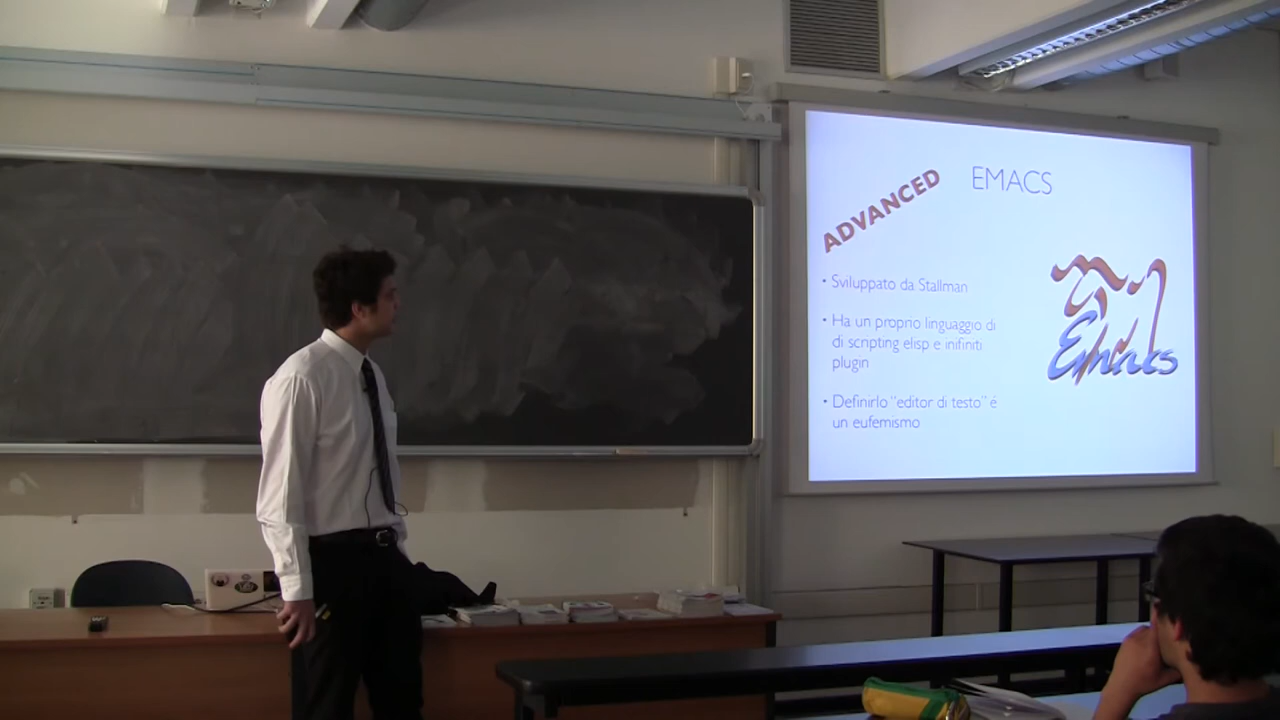 ADVANCED
EMACS
• Sviluppato da Stallman
• Ha un proprio linguaggio di
di scripting elisp e inifiniti
plugin
• Definirlo "editor di testo" é
un eufemismo
Emacs